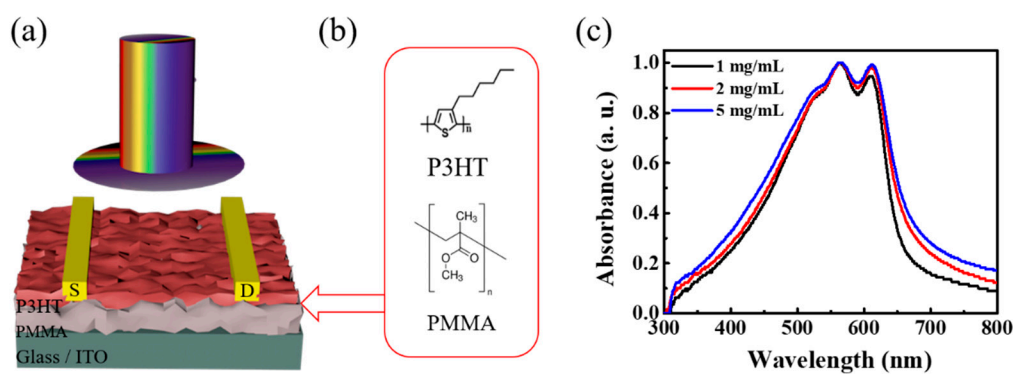 (a)
S
D
P3HT
PMMA
Glass / ITO
(b)
n
S
P3HT
CH3
O
O
CH3
n
PMMA
(c)
1 mg/mL
2 mg/mL
5 mg/mL
Absorbance (a. u.)
1.0
0.8
0.6
0.4
0.2
0.0
300 400 500 600 700 800
Wavelength (nm)